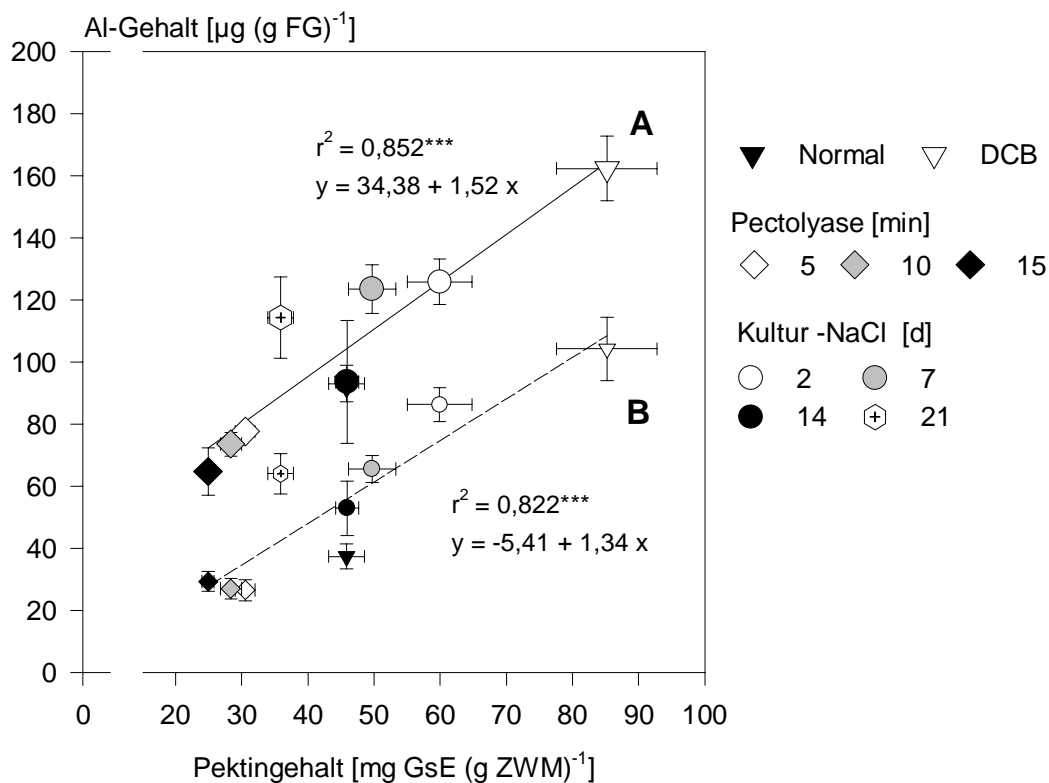 Al-Gehalt [µg (g FG)-1]
200
180
160
140
120
100
80
60
40
20
0
A
r2 = 0,852***
y = 34,38 + 1,52 x
B
r2 = 0,822***
y = -5,41 + 1,34 x
0 20 30 40 50 60 70 80 90 100
Pektingehalt [mg GsE (g ZWM)-1]
Normal DCB
Pectolyase [min]
5 10 15
Kultur -NaCl [d]
2 7
14 21